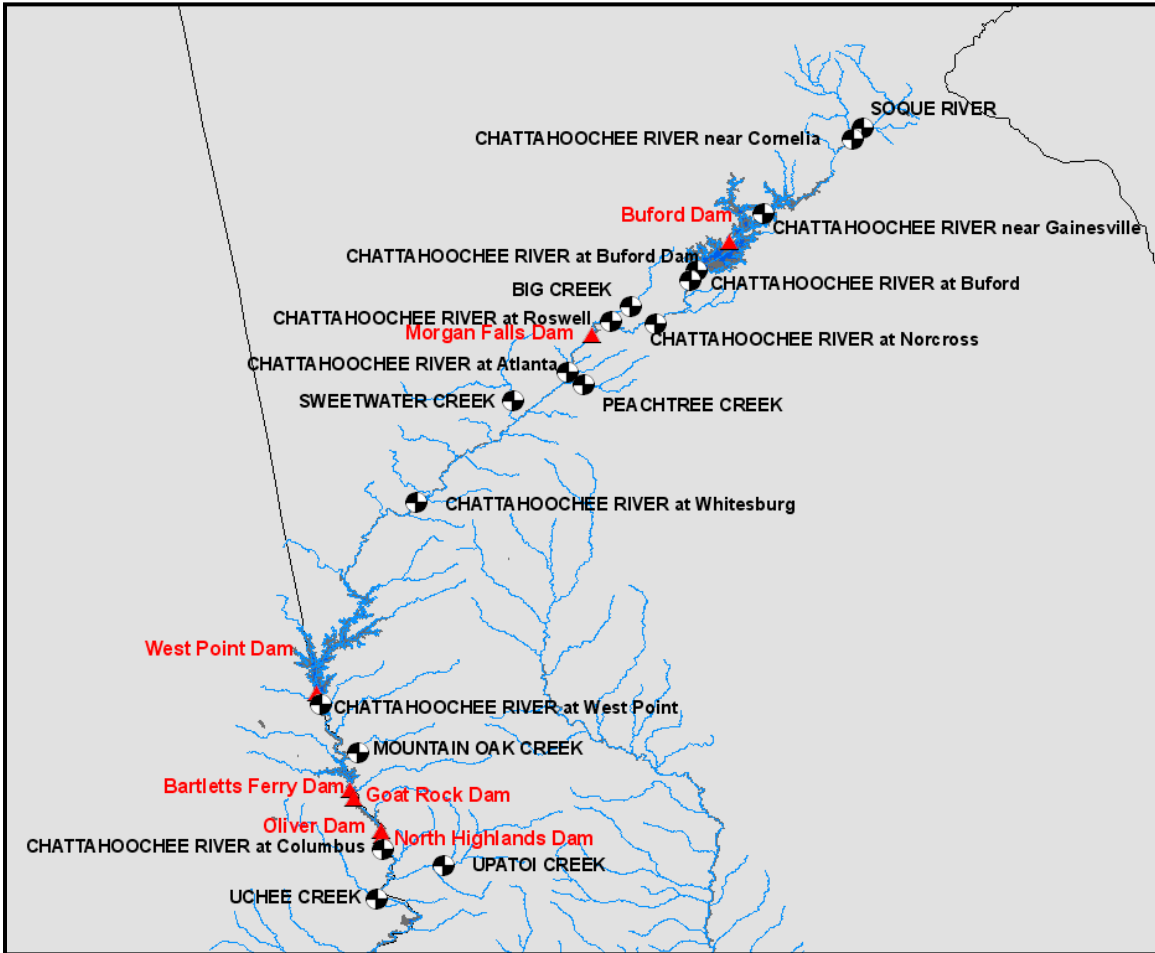 SOQUE RIVER
CHATTAHOOCHEE RIVER near Cornelia
Buford Dam
CHATTAHOOCHEE RIVER near Gainesville
CHATTAHOOCHEE RIVER at Buford Dam
CHATTAHOOCHEE RIVER at Buford
BIG CREEK
CHATTAHOOCHEE RIVER at Roswell
Morgan Falls Dam
CHATTAHOOCHEE RIVER at Norcross
CHATTAHOOCHEE RIVER at Atlanta
SWEETWATER CREEK
PEACHTREE CREEK
CHATTAHOOCHEE RIVER at Whitesburg
West Point Dam
CHATTAHOOCHEE RIVER at West Point
MOUNTAIN OAK CREEK
Bartletts Ferry Dam
Goat Rock Dam
Oliver Dam
North Highlands Dam
CHATTAHOOCHEE RIVER at Columbus
UPATOI CREEK
UCHEE CREEK